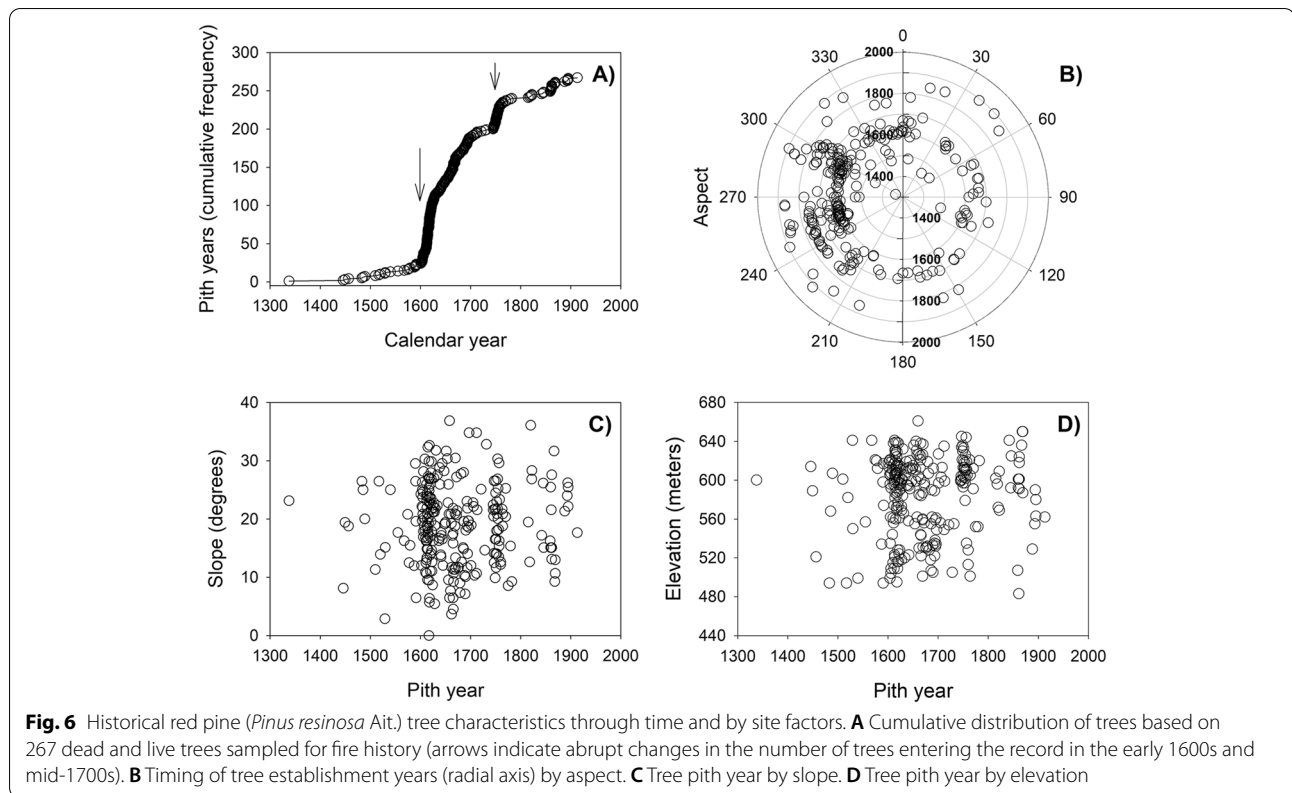 A)
Pith years (cumulative frequency)
300
250
200
150
100
50
0
1300 1400 1500 1600 1700 1800 1900 2000
Calendar year
B)
Aspect
0
30
60
90
120
150
180
210
240
270
300
330
2000
1800
1600
1400
1400
1600
1800
2000
C)
Slope (degrees)
40
30
20
10
0
1300 1400 1500 1600 1700 1800 1900 2000
Pith year
D)
Elevation (meters)
680
640
600
560
520
480
440
1300 1400 1500 1600 1700 1800 1900 2000
Pith year
Fig. 6 Historical red pine (Pinus resinosa Ait.) tree characteristics through time and by site factors. A Cumulative distribution of trees based on
267 dead and live trees sampled for fire history (arrows indicate abrupt changes in the number of trees entering the record in the early 1600s and
mid-1700s). B Timing of tree establishment years (radial axis) by aspect. C Tree pith year by slope. D Tree pith year by elevation